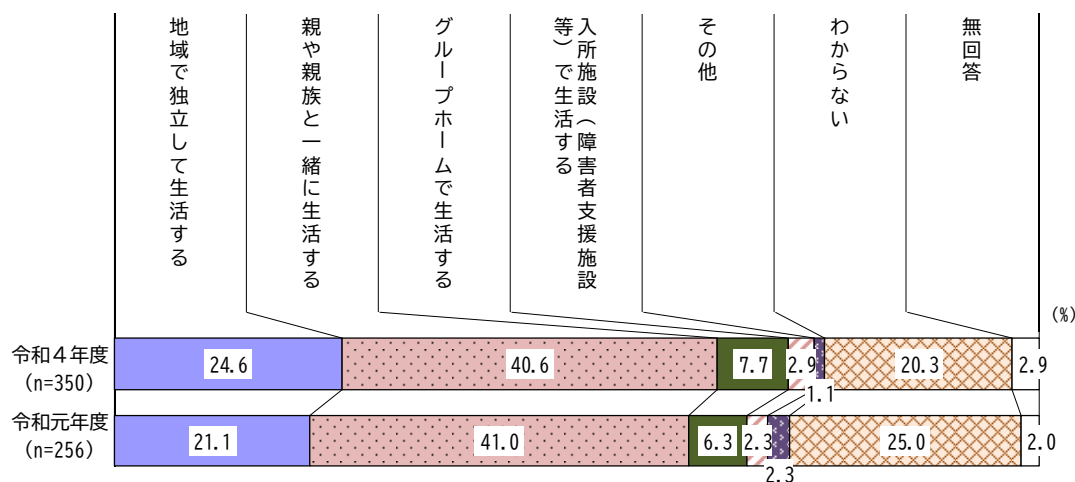 地域で独立して生活する
親や親族と一緒に生活する
グループホームで生活する
入所施設（障害者支援施設
等）で生活する
その他
わからない
無回答
(%)
令和４年度
(n=350)
24.6
40.6
7.7
2.9
1.1
20.3
2.9
令和元年度
(n=256)
21.1
41.0
6.3
2.3
2.3
25.0
2.0